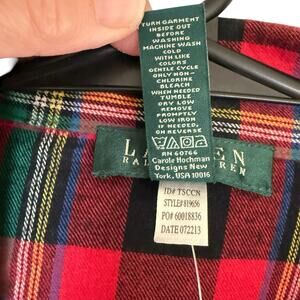 TURN GARMENT
INSIDE OUT
BEFORE
WASHING
MACHINE WASH
COLD
WITH LIKE
COLORS
GENTLE CYCLE
ONLY NON-
CHLORINE
BLEACH
WHEN NEEDED
TUMBLE
DRY LOW
REMOVE
PROMPTLY
LOW IRON
IF NEEDED.
ON REVERSE
RN 60766
Carole Hochman
Designs New
York, USA 10016
ID# TSCCN
STYLE# 819656
PO# 60018836
DATE 072213